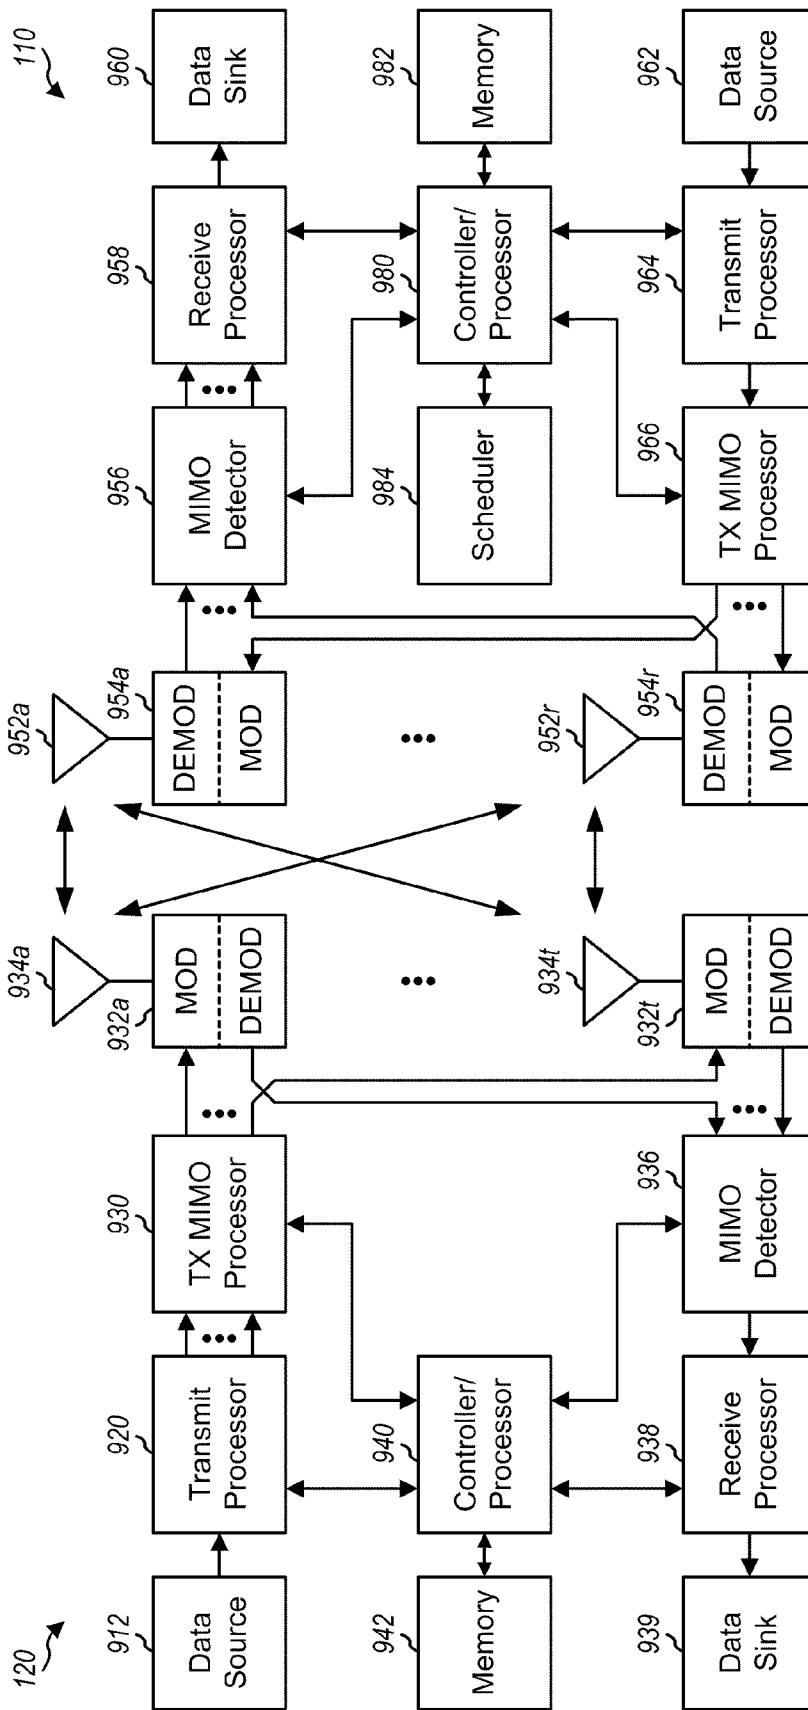 120
934a
952a
110
912
920
930
932a
954a
956
958
960
Data
Source
Transmit
Processor
TX MIMO
Processor
MOD
DEMOD
DEMOD
MOD
MIMO
Detector
Receive
Processor
Data
Sink
942
940
984
980
982
Memory
Controller/
Processor
Scheduler
Controller/
Processor
Memory
934t
952r
939
938
936
932t
954r
966
964
962
Data
Sink
Receive
Processor
MIMO
Detector
MOD
DEMOD
DEMOD
MOD
TX MIMO
Processor
Transmit
Processor
Data
Source